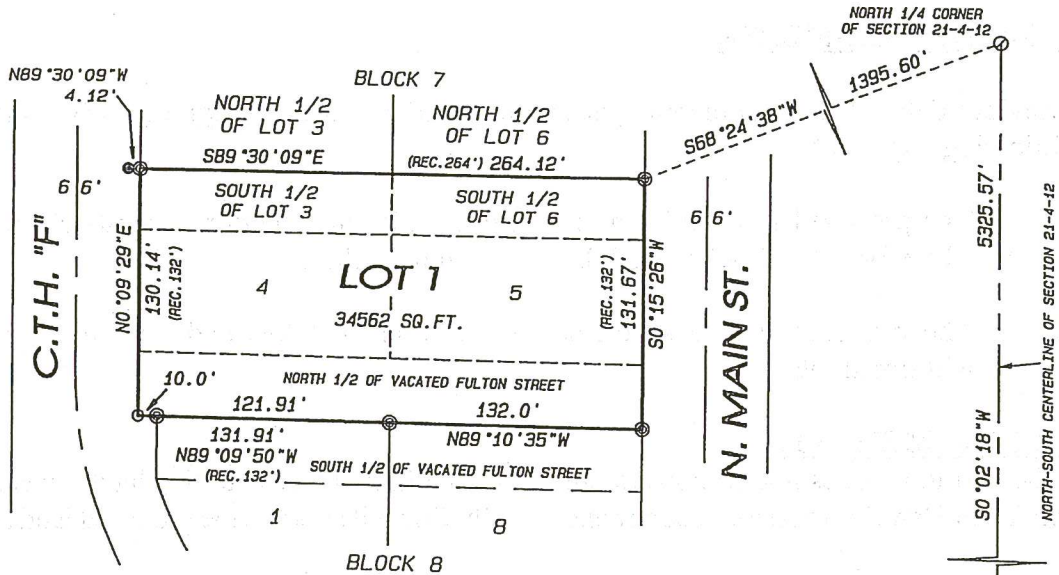 NORTH 1/4 CORNER
OF SECTION 21-4-12
N89°30'09"W
4.12'
BLOCK 7
1395.60'
S68°24'38"W
NORTH 1/2
OF LOT 3
NORTH 1/2
OF LOT 6
S89°30'09"E
(REC.264') 264.12'
66'
SOUTH 1/2
OF LOT 3
SOUTH 1/2
OF LOT 6
66'
5325.57'
C.T.H. "F"
N0°09'29"E
130.14'
(REC.132')
4
LOT 1
5
34562 SQ.FT.
(REC.132')
131.67'
S0°15'26"W
N. MAIN ST.
NORTH-SOUTH CENTERLINE OF SECTION 21-4-12
S0°02'18"W
NORTH 1/2 OF VACATED FULTON STREET
10.0'
121.91'
132.0'
131.91'
N89°09'50"W
(REC.132')
N89°10'35"W
SOUTH 1/2 OF VACATED FULTON STREET
1
8
BLOCK 8